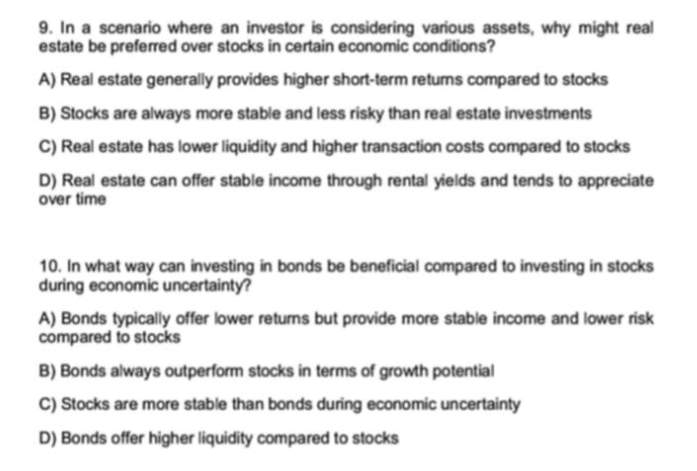 9. In a scenario where an investor is considering various assets, why might real
estate be preferred over stocks in certain economic conditions?
A) Real estate generally provides higher short-term returns compared to stocks
B) Stocks are always more stable and less risky than real estate investments
C) Real estate has lower liquidity and higher transaction costs compared to stocks
D) Real estate can offer stable income through rental yields and tends to appreciate
over time
10. In what way can investing in bonds be beneficial compared to investing in stocks
during economic uncertainty?
A) Bonds typically offer lower returns but provide more stable income and lower risk
compared to stocks
B) Bonds always outperform stocks in terms of growth potential
C) Stocks are more stable than bonds during economic uncertainty
D) Bonds offer higher liquidity compared to stocks